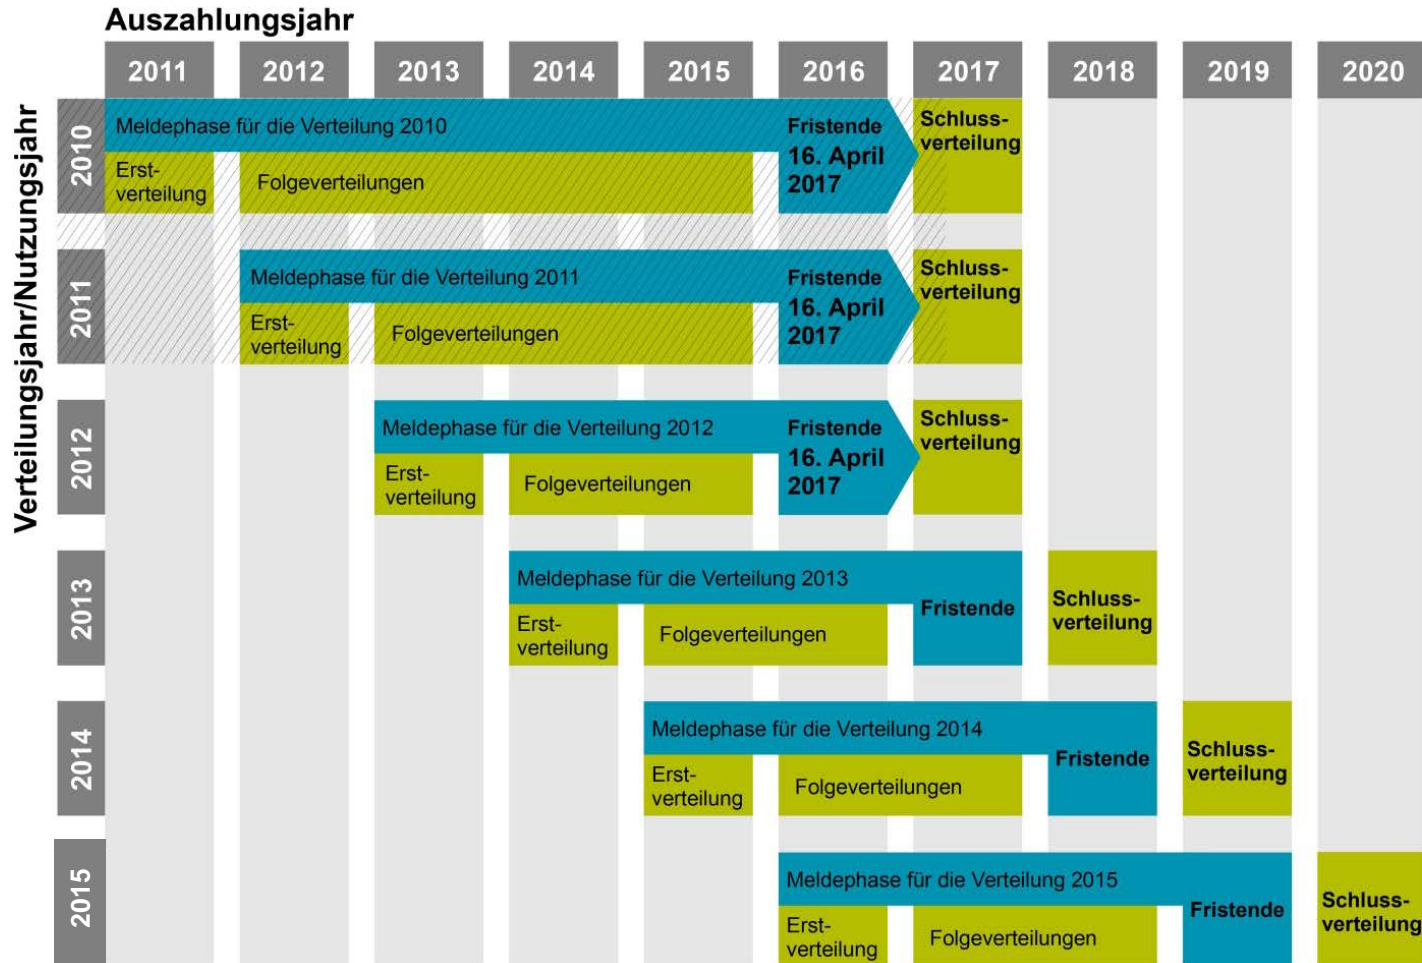 Auszahlungsjahr
2011 2012 2013 2014 2015 2016 2017 2018 2019 2020
Verteilungsjahr/Nutzungsjahr
2010
Meldephase für die Verteilung 2010
Erst-
verteilung
Folgeverteilungen
Fristende
16. April
2017
Schluss-
verteilung
2011
Meldephase für die Verteilung 2011
Erst-
verteilung
Folgeverteilungen
Fristende
16. April
2017
Schluss-
verteilung
2012
Meldephase für die Verteilung 2012
Erst-
verteilung
Folgeverteilungen
Fristende
16. April
2017
Schluss-
verteilung
2013
Meldephase für die Verteilung 2013
Erst-
verteilung
Folgeverteilungen
Fristende
Schluss-
verteilung
2014
Meldephase für die Verteilung 2014
Erst-
verteilung
Folgeverteilungen
Fristende
Schluss-
verteilung
2015
Meldephase für die Verteilung 2015
Erst-
verteilung
Folgeverteilungen
Fristende
Schluss-
verteilung